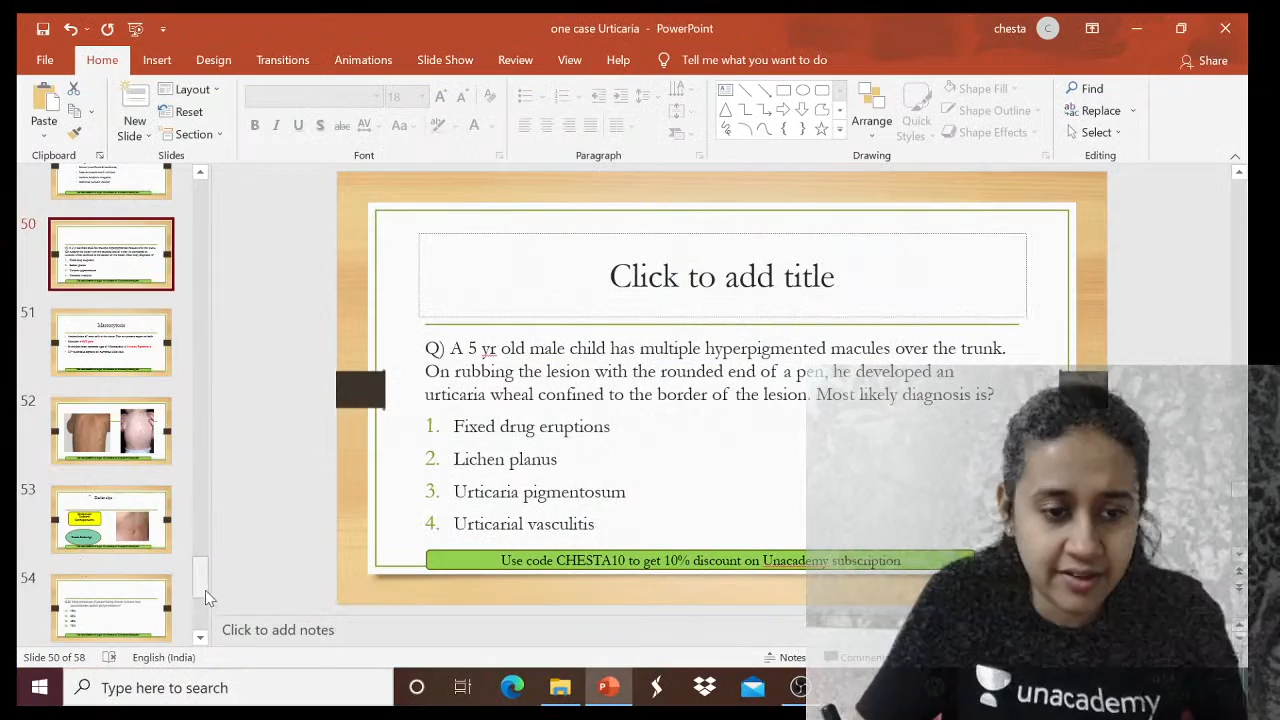 one case Urticaria - PowerPoint
chesta
C
File
Home
Insert
Design
Transitions
Animations
Slide Show
Review
View
Help
Tell me what you want to do
Share
Paste
New
Slide
Layout
Reset
Section
18
Arrange
Quick
Styles
Shape Fill
Shape Outline
Shape Effects
Find
Replace
Select
Clipboard
Slides
Font
Paragraph
Drawing
Editing
50
51
Mastocytosis
52
53
54
Click to add title
Q) A 5 yr old male child has multiple hyperpigmented macules over the trunk.
On rubbing the lesion with the rounded end of a pen, he developed an
urticaria wheal confined to the border of the lesion. Most likely diagnosis is?
1. Fixed drug eruptions
2. Lichen planus
3. Urticaria pigmentosum
4. Urticarial vasculitis
Use code CHESTA10 to get 10% discount on Unacademy subscription
Click to add notes
Slide 50 of 58
English (India)
Notes
Comments
Type here to search
unacademy